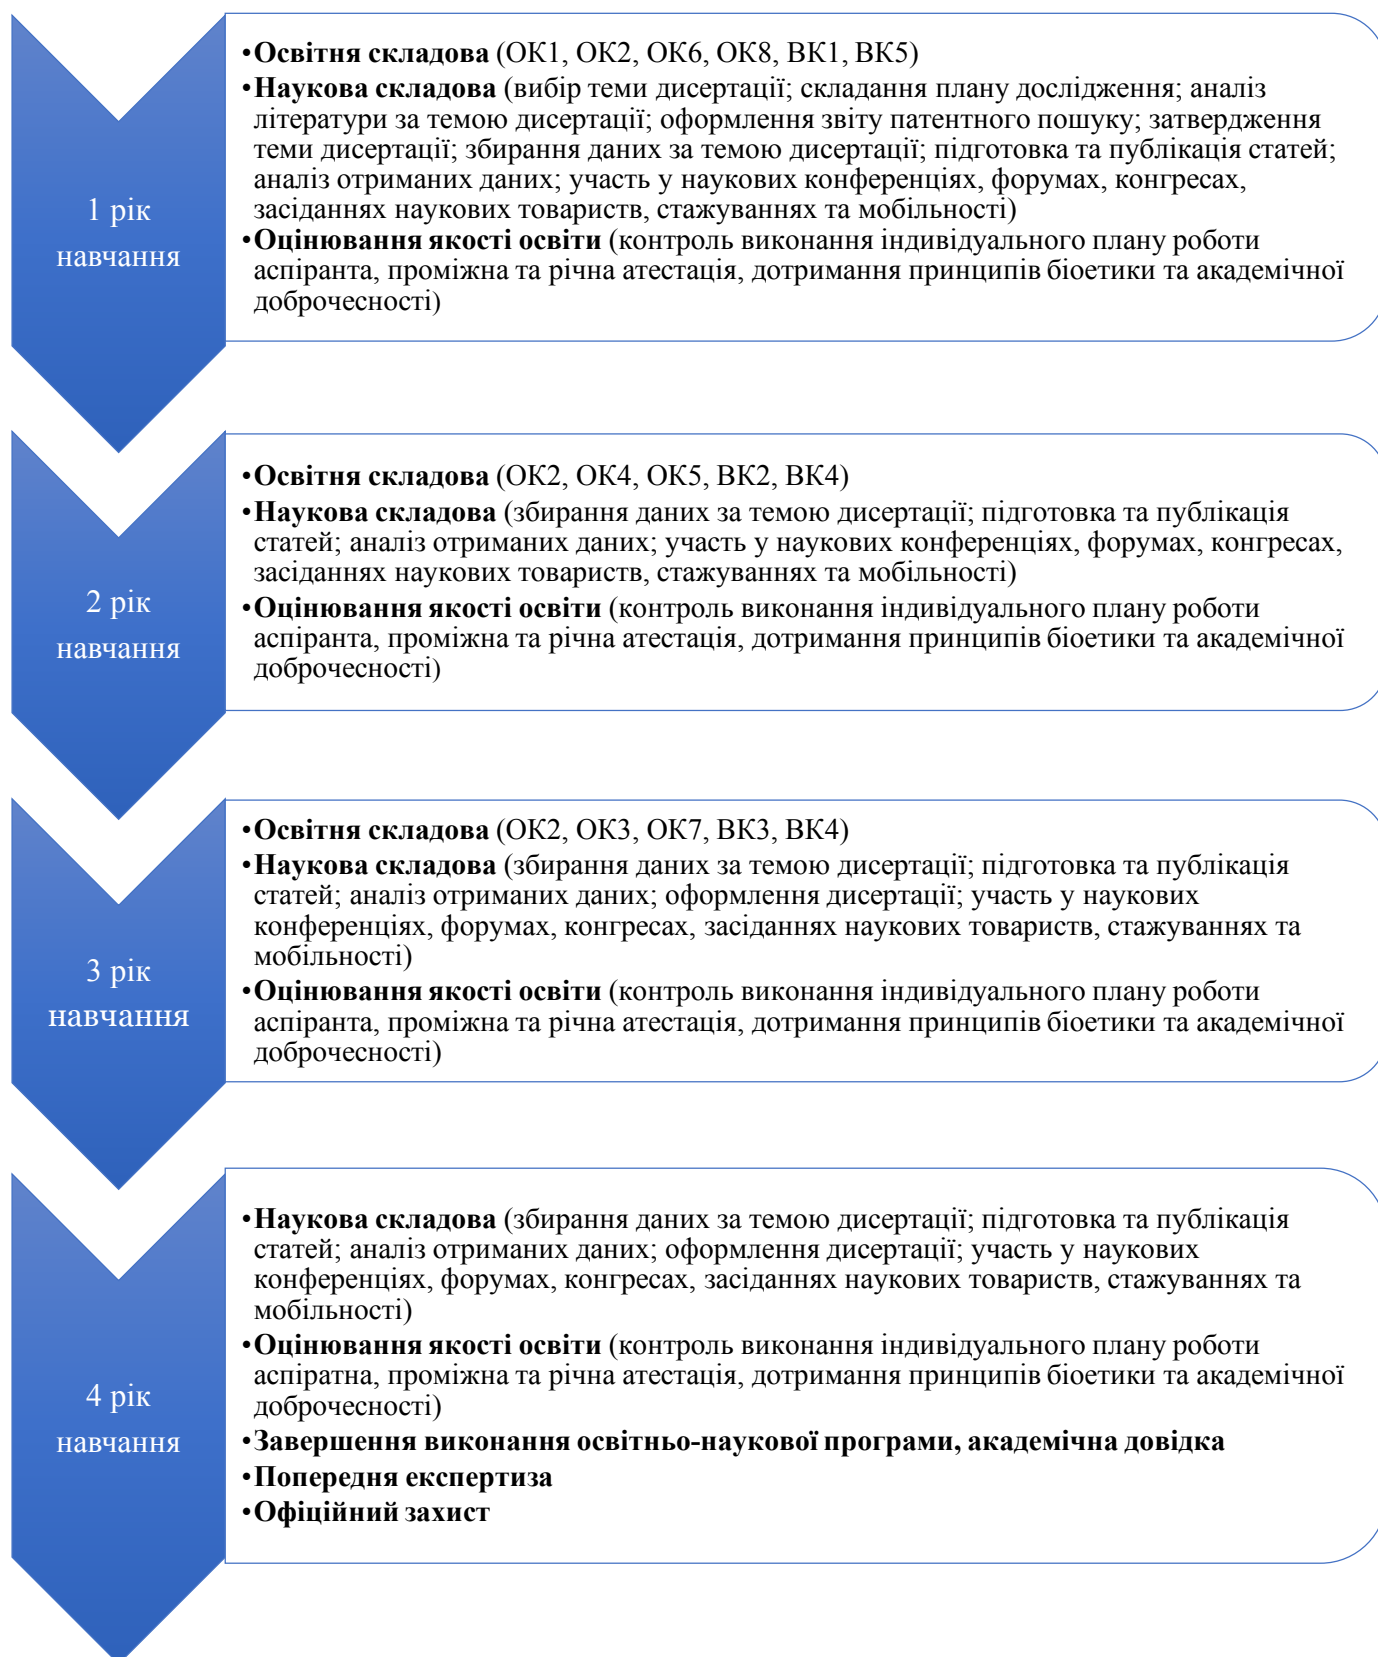 1 рік
навчання
•Освітня складова (ОК1, ОК2, ОК6, ОК8, ВК1, ВК5)
•Наукова складова (вибір теми дисертації; складання плану дослідження; аналіз
літератури за темою дисертації; оформлення звіту патентного пошуку; затвердження
теми дисертації; збирання даних за темою дисертації; підготовка та публікація статей;
аналіз отриманих даних; участь у наукових конференціях, форумах, конгресах,
засіданнях наукових товариств, стажуваннях та мобільності)
•Оцінювання якості освіти (контроль виконання індивідуального плану роботи
аспіранта, проміжна та річна атестація, дотримання принципів біоетики та академічної
доброчесності)
2 рік
навчання
•Освітня складова (ОК2, ОК4, ОК5, ВК2, ВК4)
•Наукова складова (збирання даних за темою дисертації; підготовка та публікація
статей; аналіз отриманих даних; участь у наукових конференціях, форумах, конгресах,
засіданнях наукових товариств, стажуваннях та мобільності)
•Оцінювання якості освіти (контроль виконання індивідуального плану роботи
аспіранта, проміжна та річна атестація, дотримання принципів біоетики та академічної
доброчесності)
3 рік
навчання
•Освітня складова (ОК2, ОК3, ОК7, ВК3, ВК4)
•Наукова складова (збирання даних за темою дисертації; підготовка та публікація
статей; аналіз отриманих даних; оформлення дисертації; участь у наукових
конференціях, форумах, конгресах, засіданнях наукових товариств, стажуваннях та
мобільності)
•Оцінювання якості освіти (контроль виконання індивідуального плану роботи
аспіранта, проміжна та річна атестація, дотримання принципів біоетики та академічної
доброчесності)
4 рік
навчання
•Наукова складова (збирання даних за темою дисертації; підготовка та публікація
статей; аналіз отриманих даних; оформлення дисертації; участь у наукових
конференціях, форумах, конгресах, засіданнях наукових товариств, стажуваннях та
мобільності)
•Оцінювання якості освіти (контроль виконання індивідуального плану роботи
аспіратна, проміжна та річна атестація, дотримання принципів біоетики та академічної
доброчесності)
•Завершення виконання освітньо-наукової програми, академічна довідка
•Попередня експертиза
•Офіційний захист